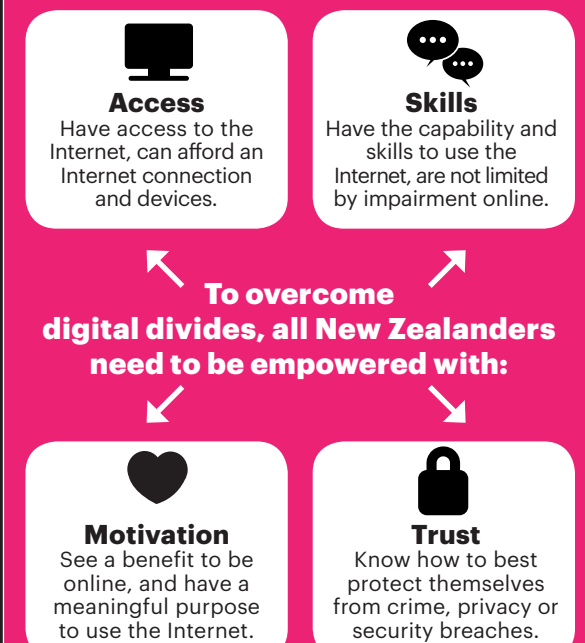 Access
Have access to the
Internet, can afford an
Internet connection
and devices.
Skills
Have the capability and
skills to use the
Internet, are not limited
by impairment online.
To overcome
digital divides, all New Zealanders
need to be empowered with:
Motivation
See a benefit to be
online, and have a
meaningful purpose
to use the Internet.
Trust
Know how to best
protect themselves
from crime, privacy or
security breaches.